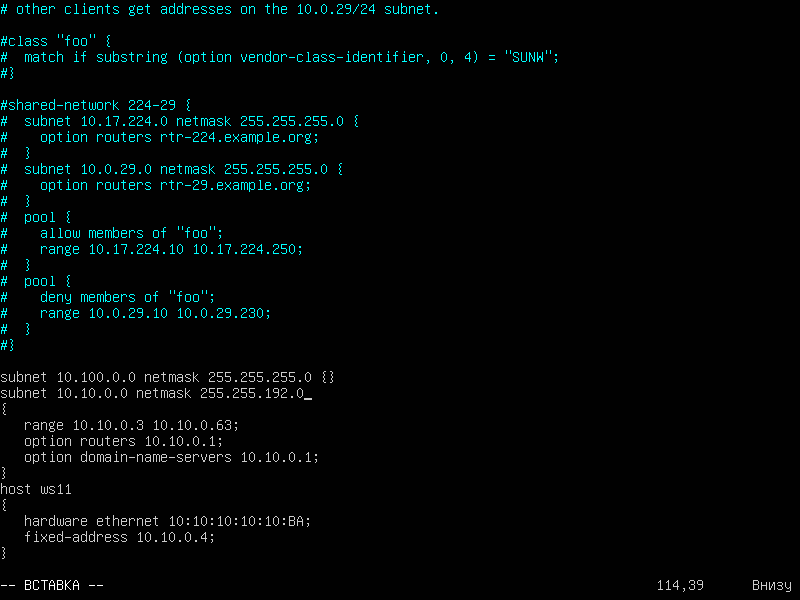 # other clients get addresses on the 10.0.29/24 subnet.
#class "foo" {
#  match if substring (option vendor-class-identifier, 0, 4) = "SUNW";
#}
#shared-network 224-29 {
#  subnet 10.17.224.0 netmask 255.255.255.0 {
#    option routers rtr-224.example.org;
#  }
#  subnet 10.0.29.0 netmask 255.255.255.0 {
#    option routers rtr-29.example.org;
#  }
#  pool {
#    allow members of "foo";
#    range 10.17.224.10 10.17.224.250;
#  }
#  pool {
#    deny members of "foo";
#    range 10.0.29.10 10.0.29.230;
#  }
#}
subnet 10.100.0.0 netmask 255.255.255.0 {}
subnet 10.10.0.0 netmask 255.255.192.0_
{
   range 10.10.0.3 10.10.0.63;
   option routers 10.10.0.1;
   option domain-name-servers 10.10.0.1;
}
host ws11
{
   hardware ethernet 10:10:10:10:10:BA;
   fixed-address 10.10.0.4;
}
-- ВСТАВКА -- 114,39 Внизу